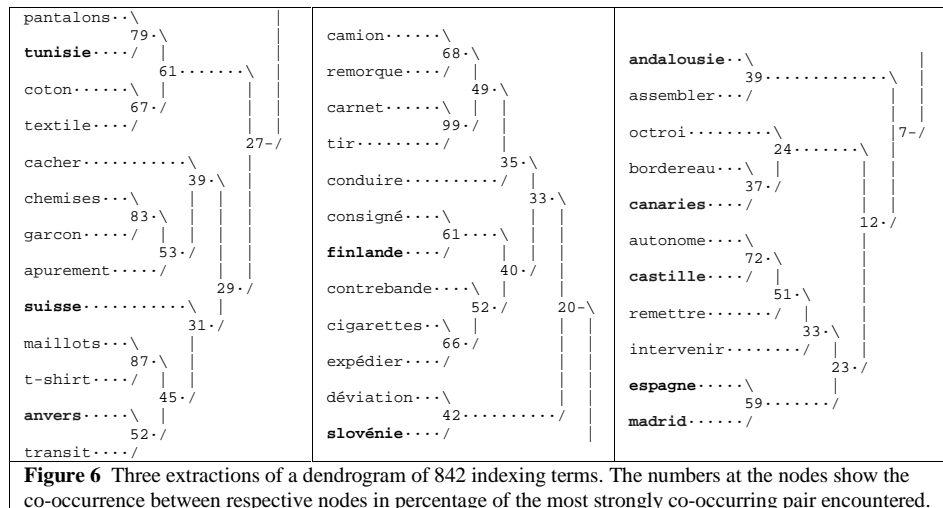 pantalons··\
79·\
tunisie····/
61·······\
coton······\
67·/
textile····/
27-/
cacher··········\
39·\
chemises···\
83·\
garcon·····/
53·/
apurement·····/
29·/
suisse··········\
31·/
maillots···\
87·\
t-shirt····/
45·/
anvers·····\
52·/
transit····/
camion······\
68·\
remorque····/
49·\
carnet······\
99·/
tir·········/
35·\
conduire··········/
33·\
consigné····\
61····\
finlande····/
40·/
contrebande····\
52·/
cigarettes··\
66·/
expédier····/
20-\
déviation···\
42··········/
slovénie····/
andalousie··\
39·············\
assembler···/
7-/
octroi·········\
24·······\
bordereau···\
37·/
canaries····/
12·/
autonome····\
72·\
castille····/
51·\
remettre·······/
33·\
intervenir········/
23·/
espagne·····\
59·······/
madrid······/
Figure 6 Three extractions of a dendrogram of 842 indexing terms. The numbers at the nodes show the
co-occurrence between respective nodes in percentage of the most strongly co-occurring pair encountered.